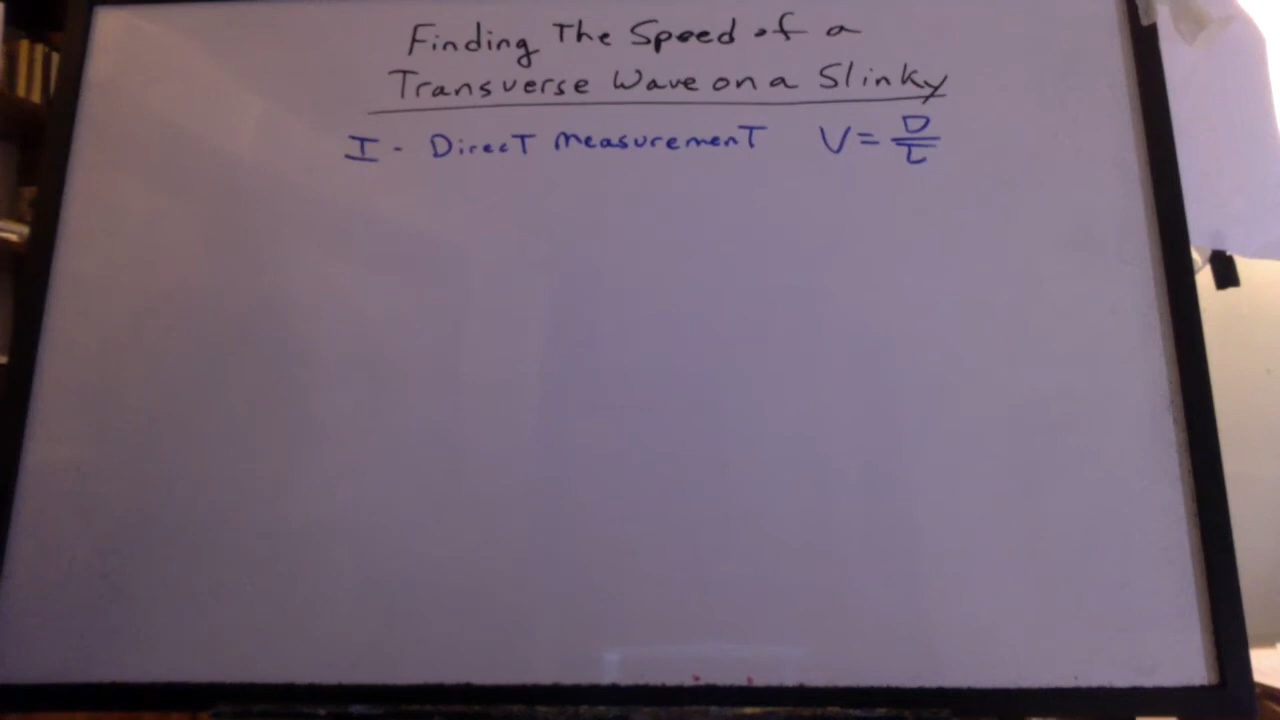 Finding The Speed of a
Transverse Wave on a Slinky
I - Direct measurement V = D/t